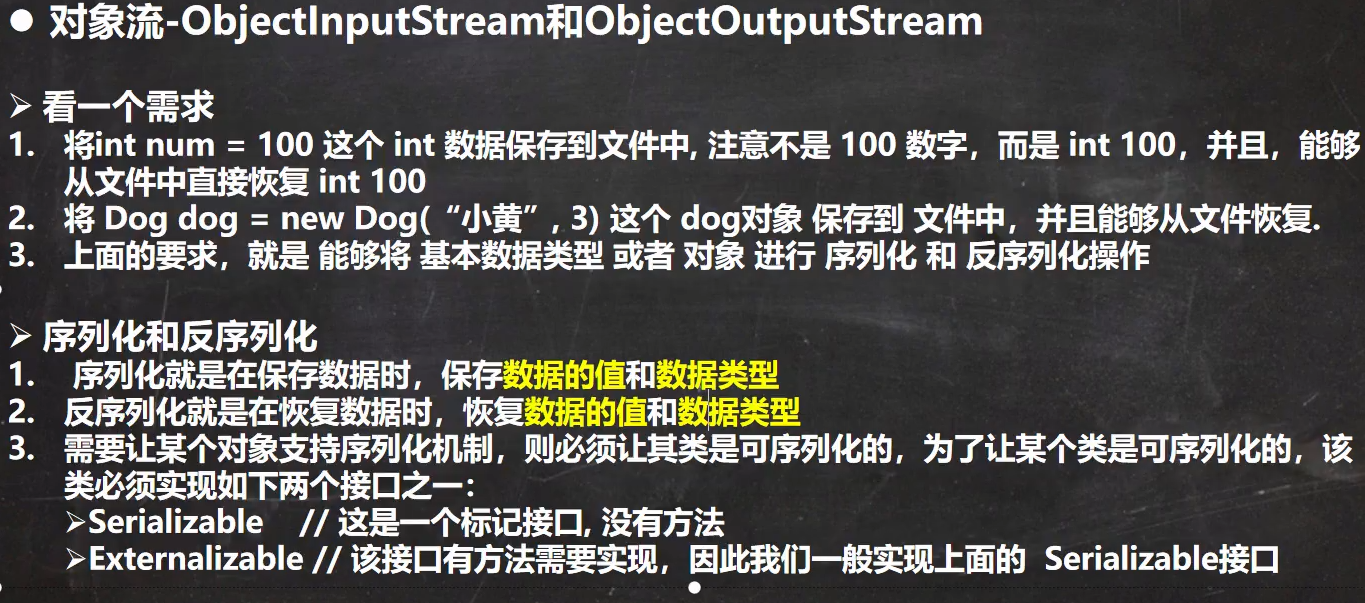 ● 对象流-ObjectInputStream和ObjectOutputStream
➢ 看一个需求
1. 将int num = 100 这个 int 数据保存到文件中, 注意不是 100 数字，而是 int 100，并且，能够
从文件中直接恢复 int 100
2. 将 Dog dog = new Dog(“小黄”, 3) 这个 dog对象 保存到 文件中，并且能够从文件恢复.
3. 上面的要求，就是 能够将 基本数据类型 或者 对象 进行 序列化 和 反序列化操作
➢ 序列化和反序列化
1. 序列化就是在保存数据时，保存数据的值和数据类型
2. 反序列化就是在恢复数据时，恢复数据的值和数据类型
3. 需要让某个对象支持序列化机制，则必须让其类是可序列化的，为了让某个类是可序列化的，该
类必须实现如下两个接口之一：
➢Serializable // 这是一个标记接口, 没有方法
➢Externalizable // 该接口有方法需要实现，因此我们一般实现上面的 Serializable接口